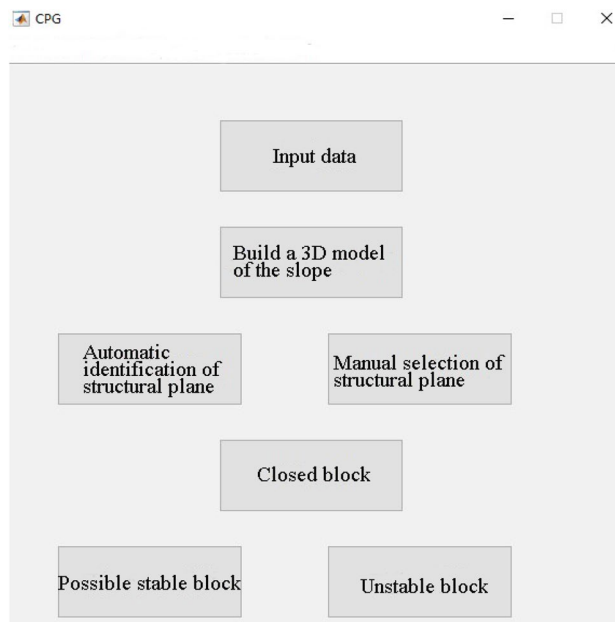 CPG
Input data
Build a 3D model
of the slope
Automatic
identification of
structural plane
Manual selection of
structural plane
Closed block
Possible stable block
Unstable block